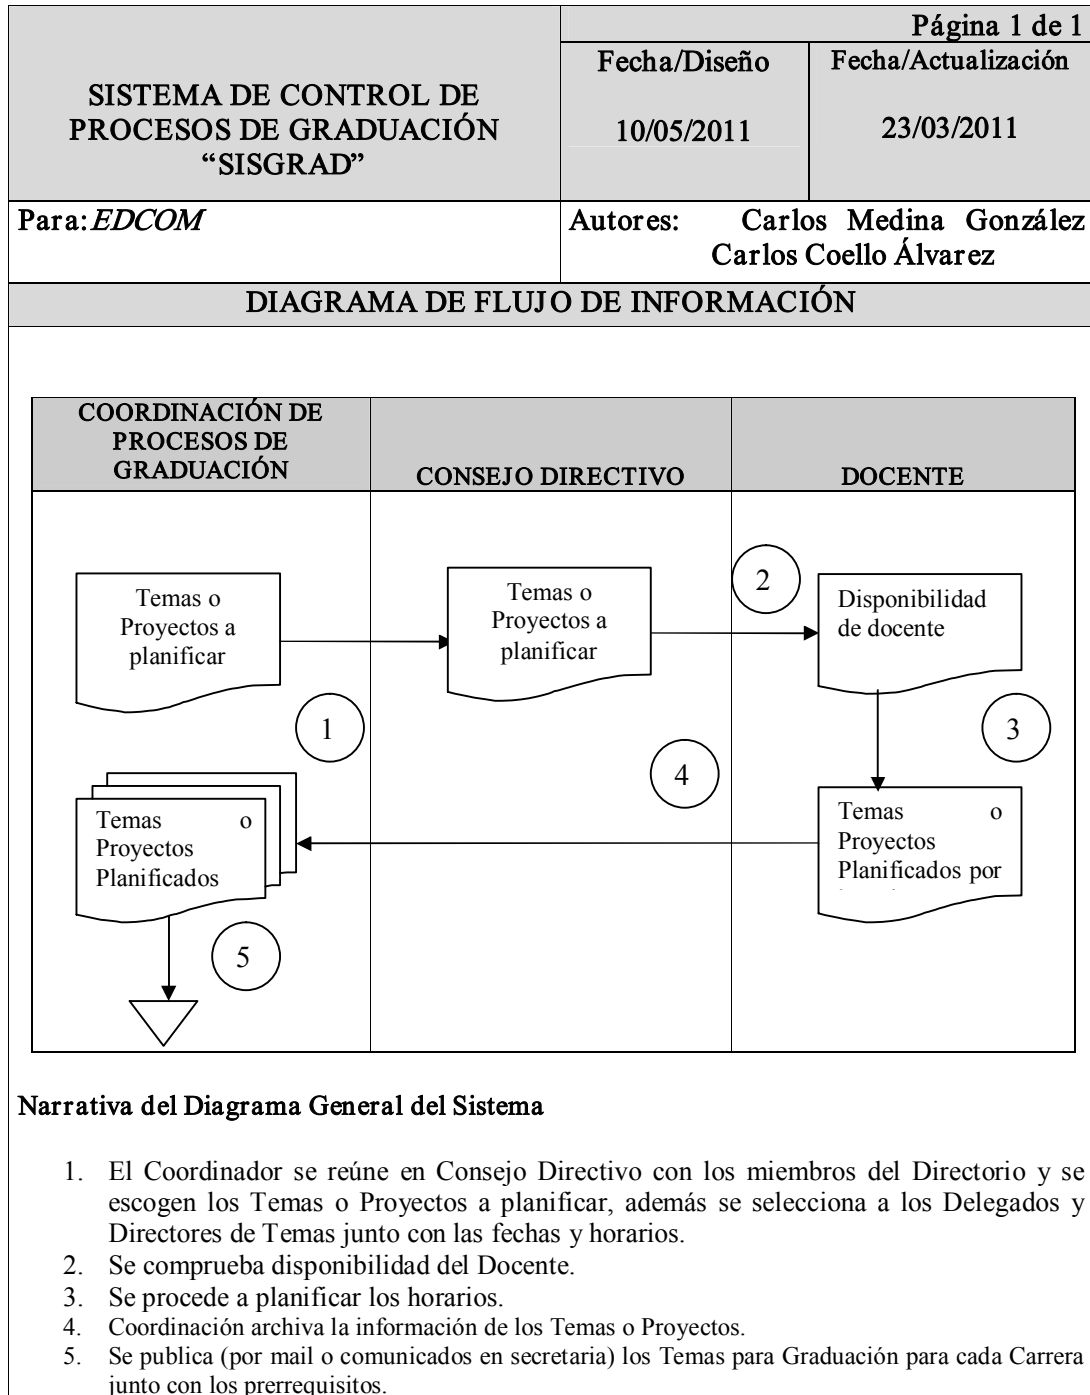 Página 1 de 1
SISTEMA DE CONTROL DE
PROCESOS DE GRADUACIÓN
“SISGRAD”
Fecha/Diseño
10/05/2011
Fecha/Actualización
23/03/2011
Para: EDCOM
Autores: Carlos Medina González
Carlos Coello Álvarez
DIAGRAMA DE FLUJO DE INFORMACIÓN
COORDINACIÓN DE
PROCESOS DE
GRADUACIÓN
CONSEJO DIRECTIVO
DOCENTE
Temas o
Proyectos a
planificar
1
Temas o
Proyectos a
planificar
2
Disponibilidad
de docente
3
4
Temas o
Proyectos
Planificados
Temas o
Proyectos
Planificados por
5
Narrativa del Diagrama General del Sistema
1. El Coordinador se reúne en Consejo Directivo con los miembros del Directorio y se
escogen los Temas o Proyectos a planificar, además se selecciona a los Delegados y
Directores de Temas junto con las fechas y horarios.
2. Se comprueba disponibilidad del Docente.
3. Se procede a planificar los horarios.
4. Coordinación archiva la información de los Temas o Proyectos.
5. Se publica (por mail o comunicados en secretaria) los Temas para Graduación para cada Carrera
junto con los prerrequisitos.